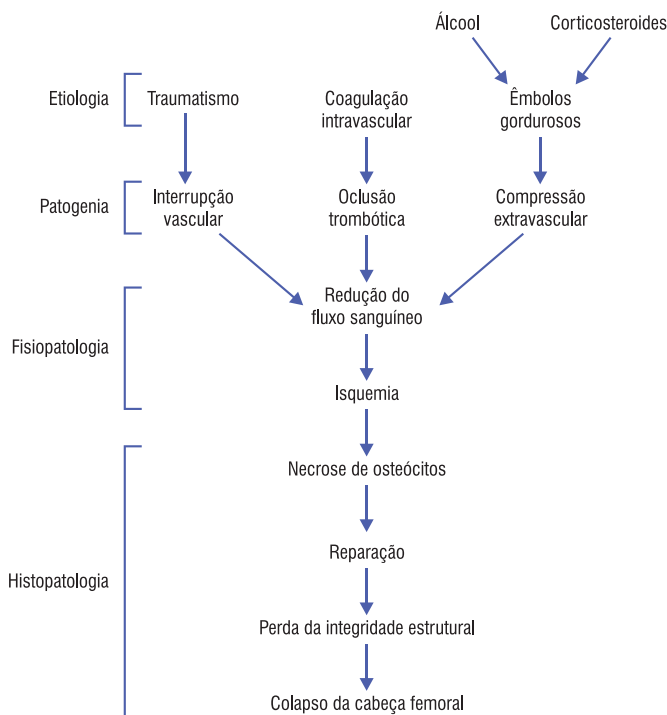 Álcool
Corticosteroides
Etiologia
Traumatismo
Coagulação
intravascular
Êmbolos
gordurosos
Patogenia
Interrupção
vascular
Oclusão
trombótica
Compressão
extravascular
Fisiopatologia
Redução do
fluxo sanguíneo
Isquemia
Histopatologia
Necrose de osteócitos
Reparação
Perda da integridade estrutural
Colapso da cabeça femoral